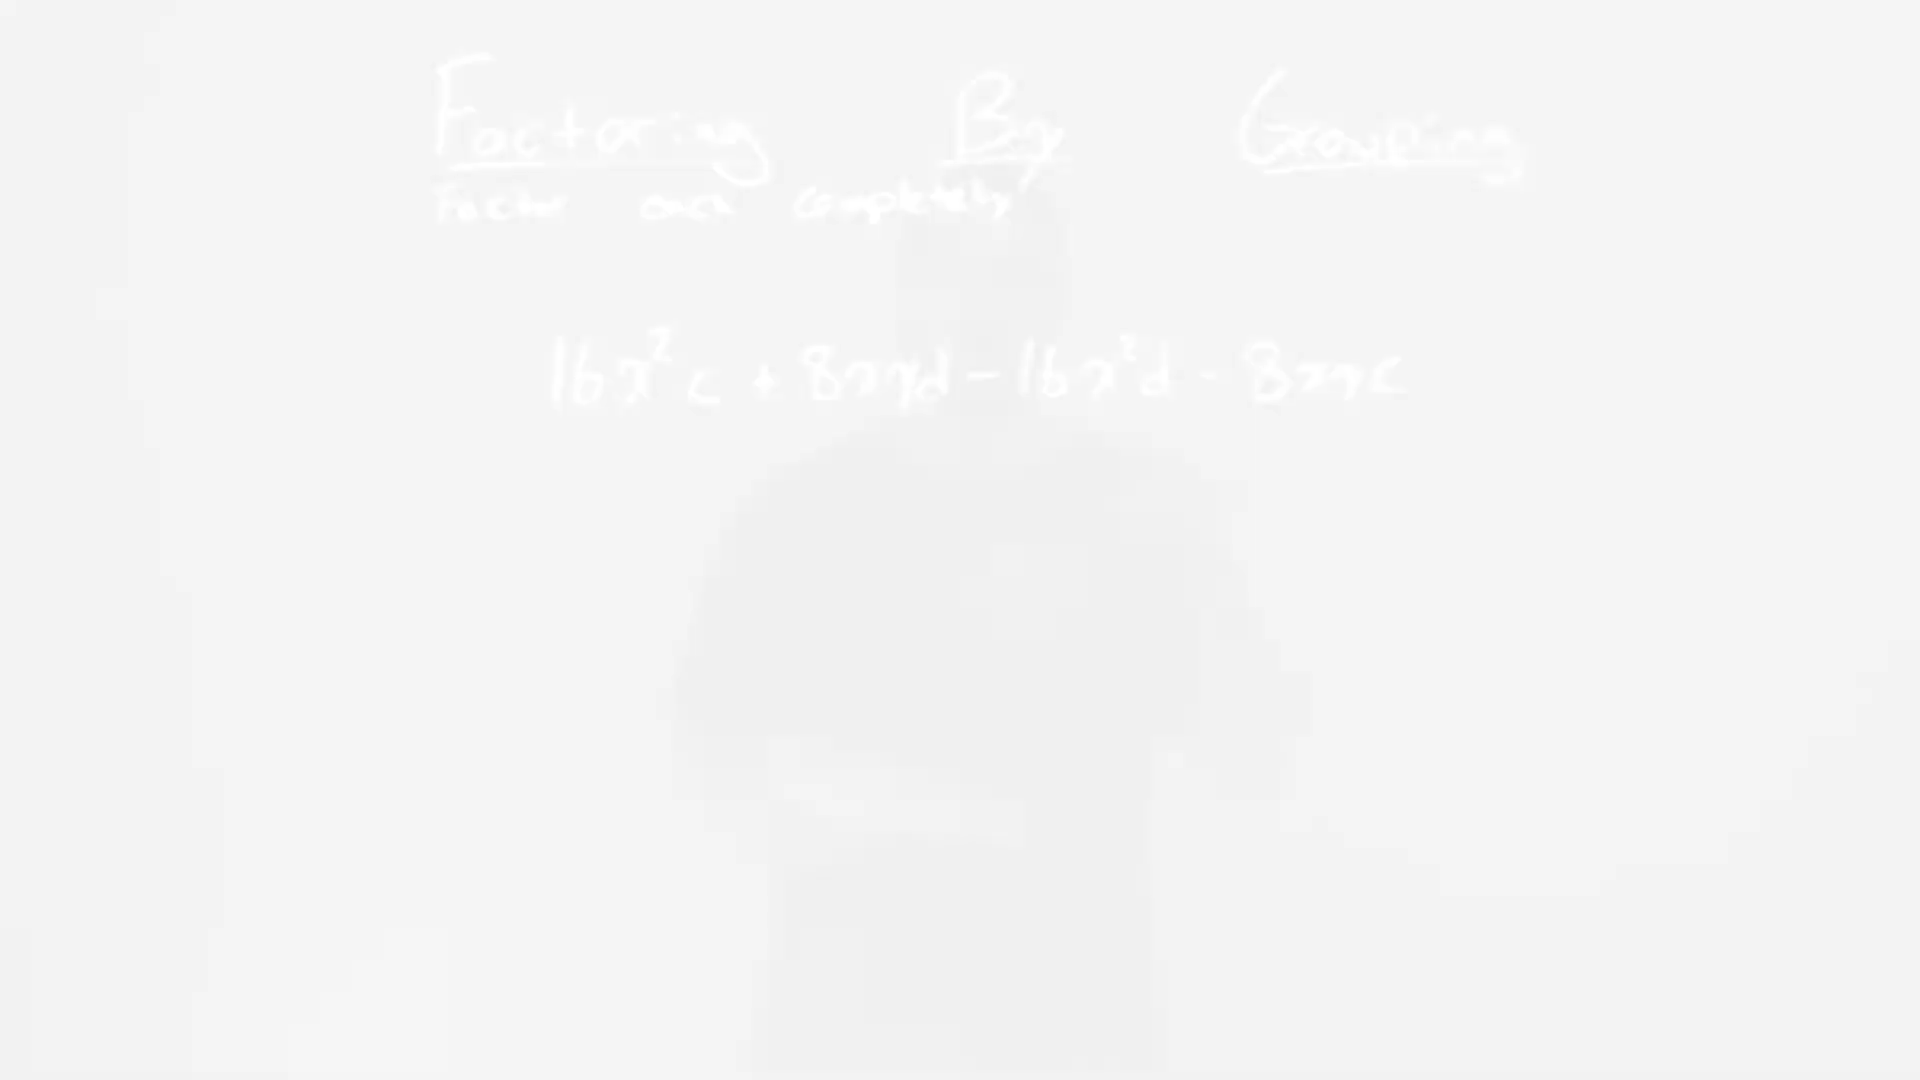 Factoring By Grouping
Factor each completely
16x²c + 8xyd - 16x²d - 8xyc